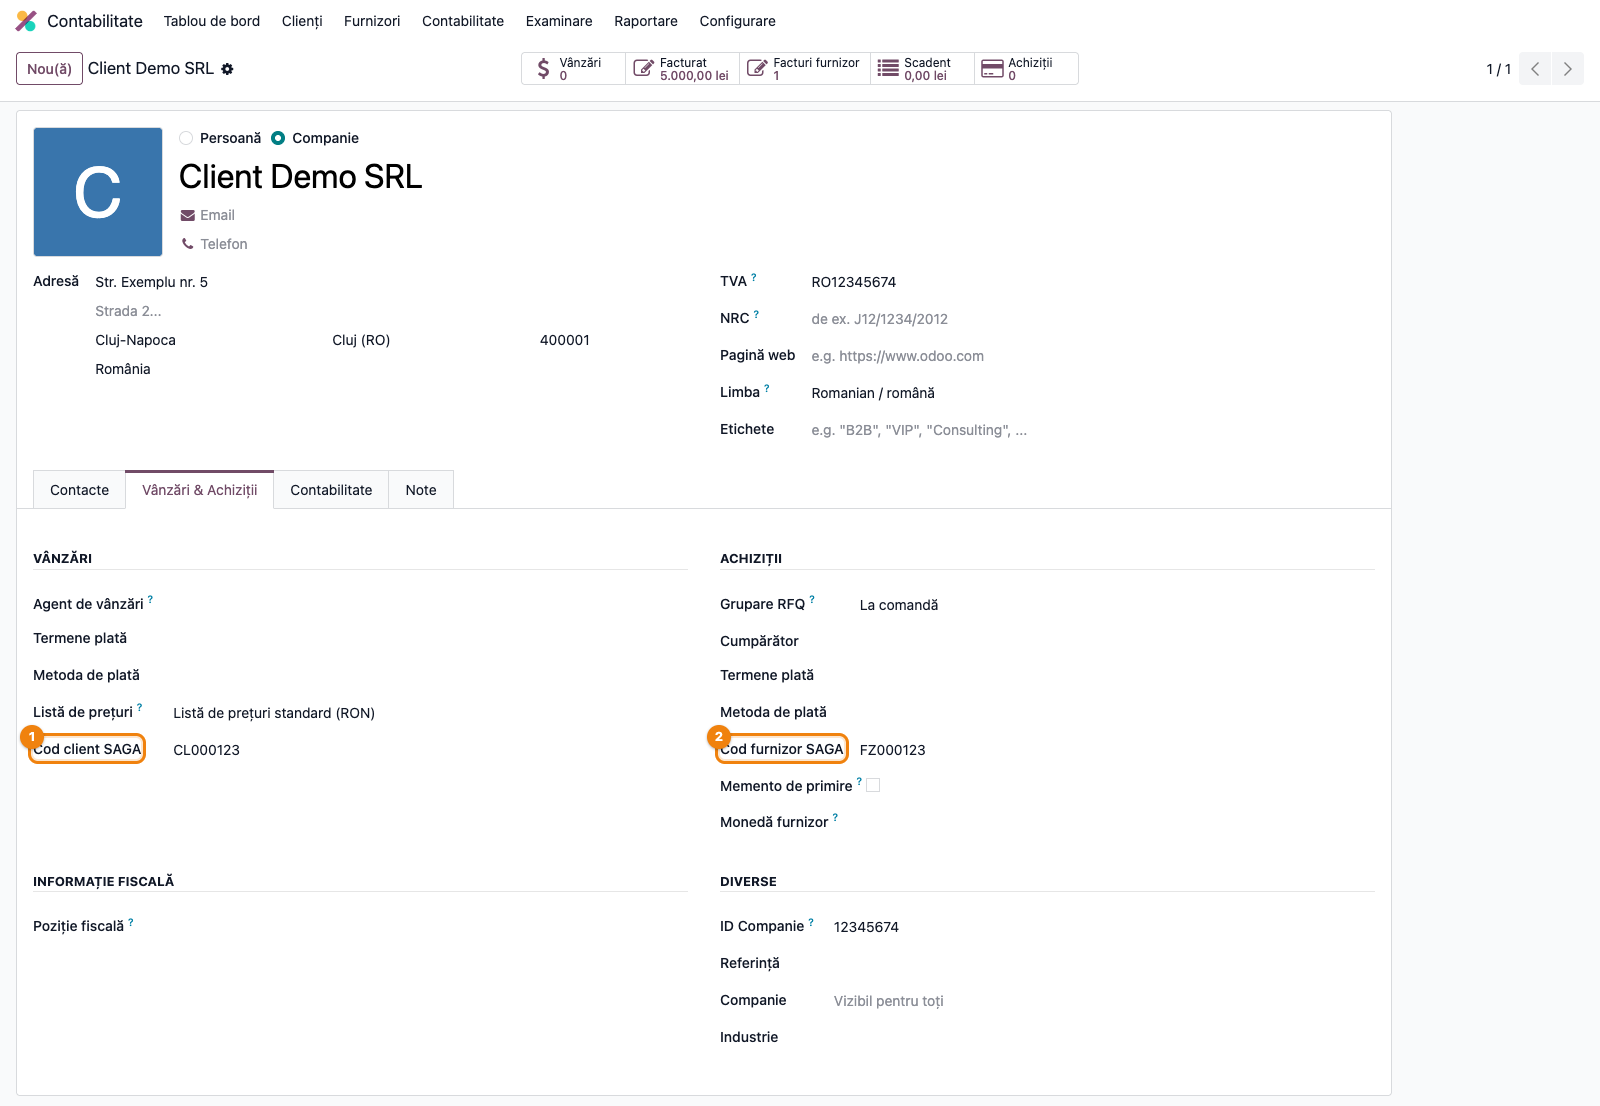 Contabilitate Tablou de bord Clienți Furnizori Contabilitate Examinare Raportare Configurare
Nou(ă) Client Demo SRL
Vânzări 0
Facturat 5.000,00 lei
Facturi furnizor 1
Scadent 0,00 lei
Achiziții 0
1 / 1
C
Persoană Companie
Client Demo SRL
Email
Telefon
Adresă Str. Exemplu nr. 5
Strada 2...
Cluj-Napoca Cluj (RO) 400001
România
TVA ? RO12345674
NRC ? de ex. J12/1234/2012
Pagină web e.g. https://www.odoo.com
Limba ? Romanian / română
Etichete e.g. "B2B", "VIP", "Consulting", ...
Contacte Vânzări & Achiziții Contabilitate Note
VÂNZĂRI
Agent de vânzări ?
Termene plată
Metoda de plată
Listă de prețuri ? Listă de prețuri standard (RON)
1
Cod client SAGA CL000123
ACHIZIȚII
Grupare RFQ ? La comandă
Cumpărător
Termene plată
Metoda de plată
2
Cod furnizor SAGA FZ000123
Memento de primire ?
Monedă furnizor ?
INFORMAȚIE FISCALĂ
Poziție fiscală ?
DIVERSE
ID Companie ? 12345674
Referință
Companie Vizibil pentru toți
Industrie